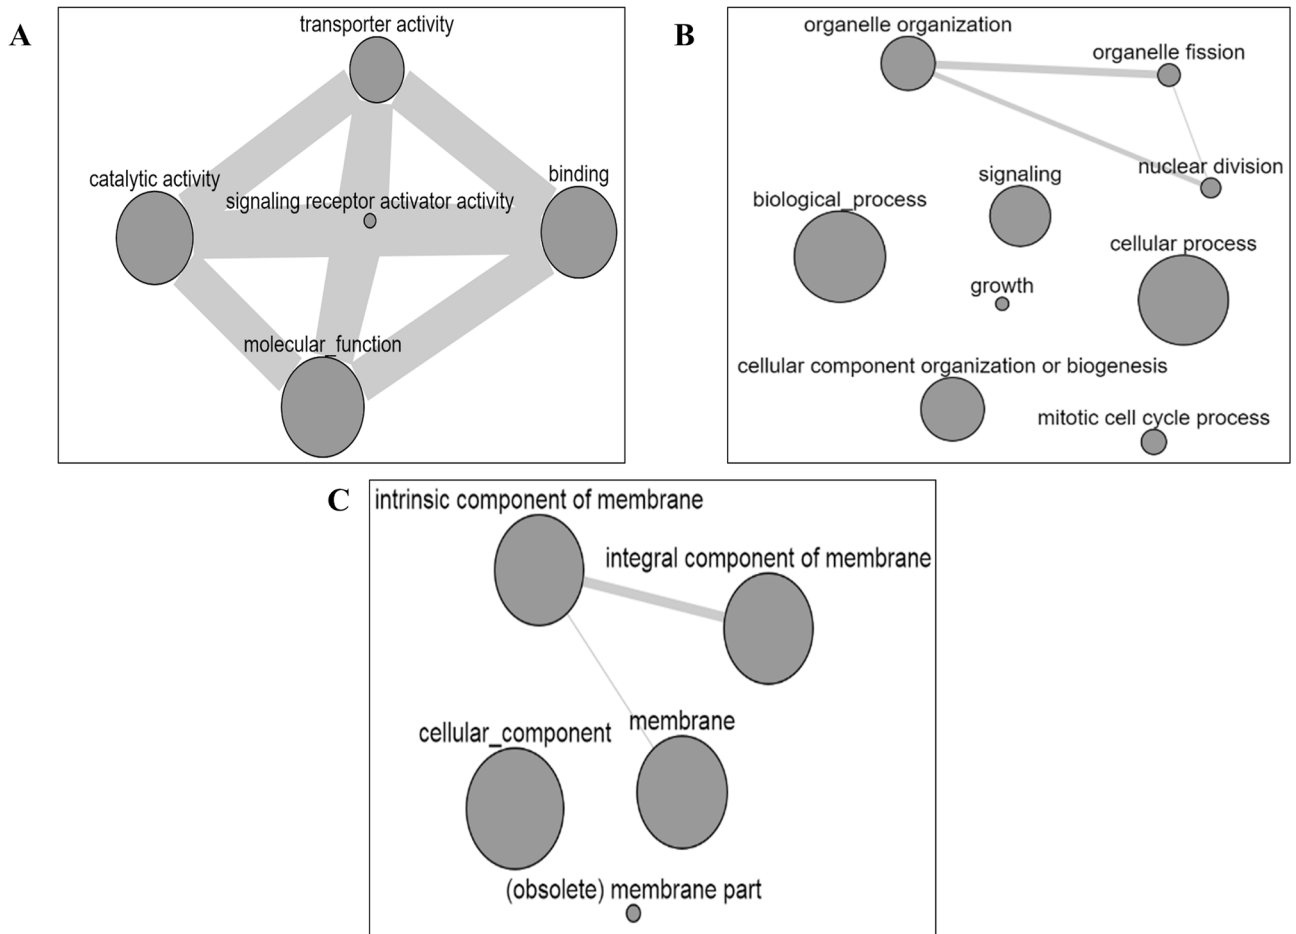 A
transporter activity
catalytic activity
binding
signaling receptor activator activity
molecular_function
B
organelle organization
organelle fission
nuclear division
signaling
biological_process
cellular process
growth
cellular component organization or biogenesis
mitotic cell cycle process
C
intrinsic component of membrane
integral component of membrane
membrane
cellular_component
(obsolete) membrane part